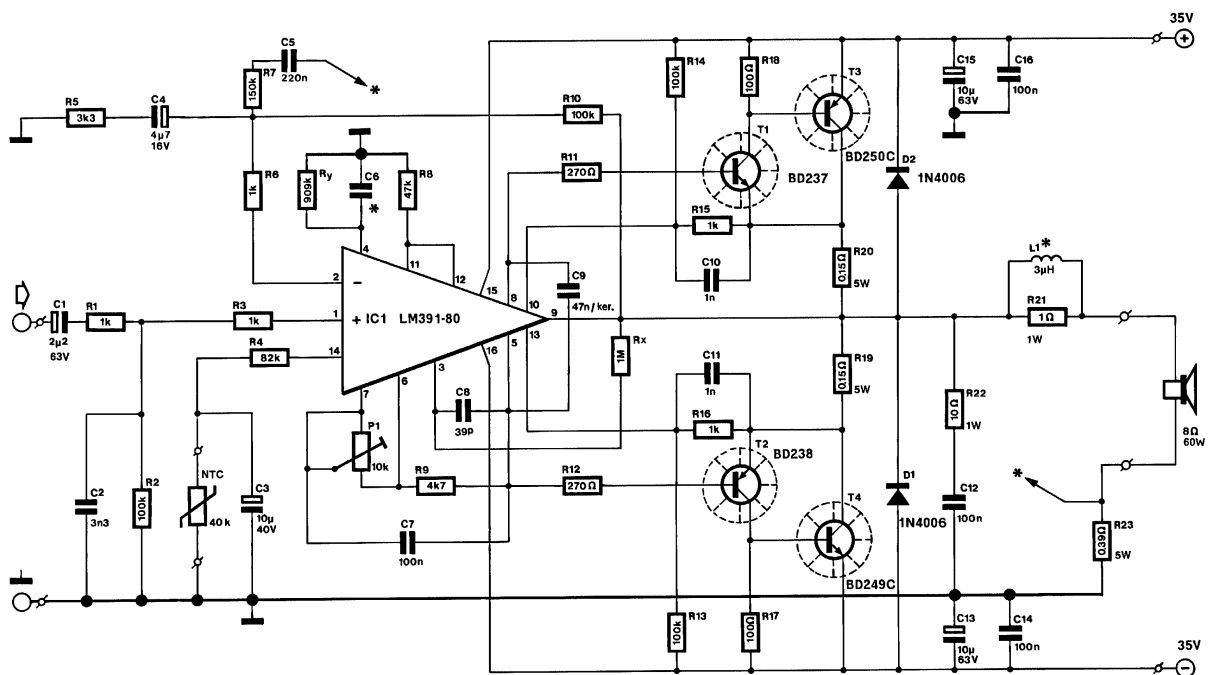 35V
+
C5
220n
R7
150k
*
R5
3k3
C4
4µ7
16V
R10
100k
R14
100k
R18
100Ω
T3
BD250C
C15
10µ
63V
C16
100n
R6
1k
Ry
909k
C6
*
R8
47k
R11
270Ω
T1
BD237
D2
1N4006
R15
1k
C10
1n
R20
0,15Ω
5W
L1*
3µH
R21
1Ω
1W
4
11
12
2
-
15
8
10
C9
47n/ker.
C1
2µ2
63V
R1
1k
R3
1k
1
+ IC1 LM391-80
9
R4
82k
14
16
5
13
Rx
1M
7
6
3
C8
39p
C11
1n
R19
0,15Ω
5W
R16
1k
R22
10Ω
1W
8Ω
60W
P1
10k
R9
4k7
R12
270Ω
T2
BD238
T4
BD249C
D1
1N4006
*
C12
100n
R23
0,39Ω
5W
C2
3n3
R2
100k
NTC
40k
C3
10µ
40V
C7
100n
R13
100k
R17
100Ω
C13
10µ
63V
C14
100n
35V
−